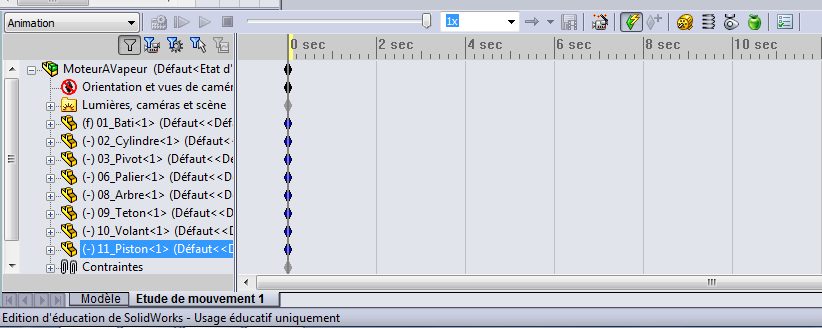 Animation 1x
0 sec 2 sec 4 sec 6 sec 8 sec 10 sec
MoteurAVapeur (Défaut<Etat d'
Orientation et vues de camér
Lumières, caméras et scène
(f) 01_Bati<1> (Défaut<<Déf
(-) 02_Cylindre<1> (Défaut<
(-) 03_Pivot<1> (Défaut<<De
(-) 06_Palier<1> (Défaut<<D
(-) 08_Arbre<1> (Défaut<<D
(-) 09_Teton<1> (Défaut<<D
(-) 10_Volant<1> (Défaut<<
(-) 11_Piston<1> (Défaut<<D
Contraintes
Modèle Etude de mouvement 1
Edition d'éducation de SolidWorks - Usage éducatif uniquement